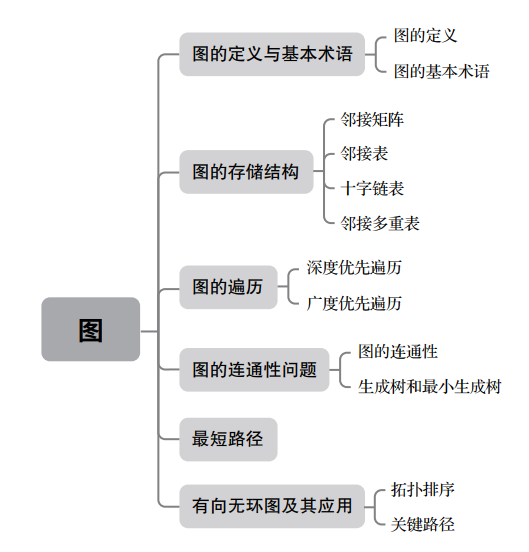 图
图的定义与基本术语
图的定义
图的基本术语
图的存储结构
邻接矩阵
邻接表
十字链表
邻接多重表
图的遍历
深度优先遍历
广度优先遍历
图的连通性问题
图的连通性
生成树和最小生成树
最短路径
有向无环图及其应用
拓扑排序
关键路径